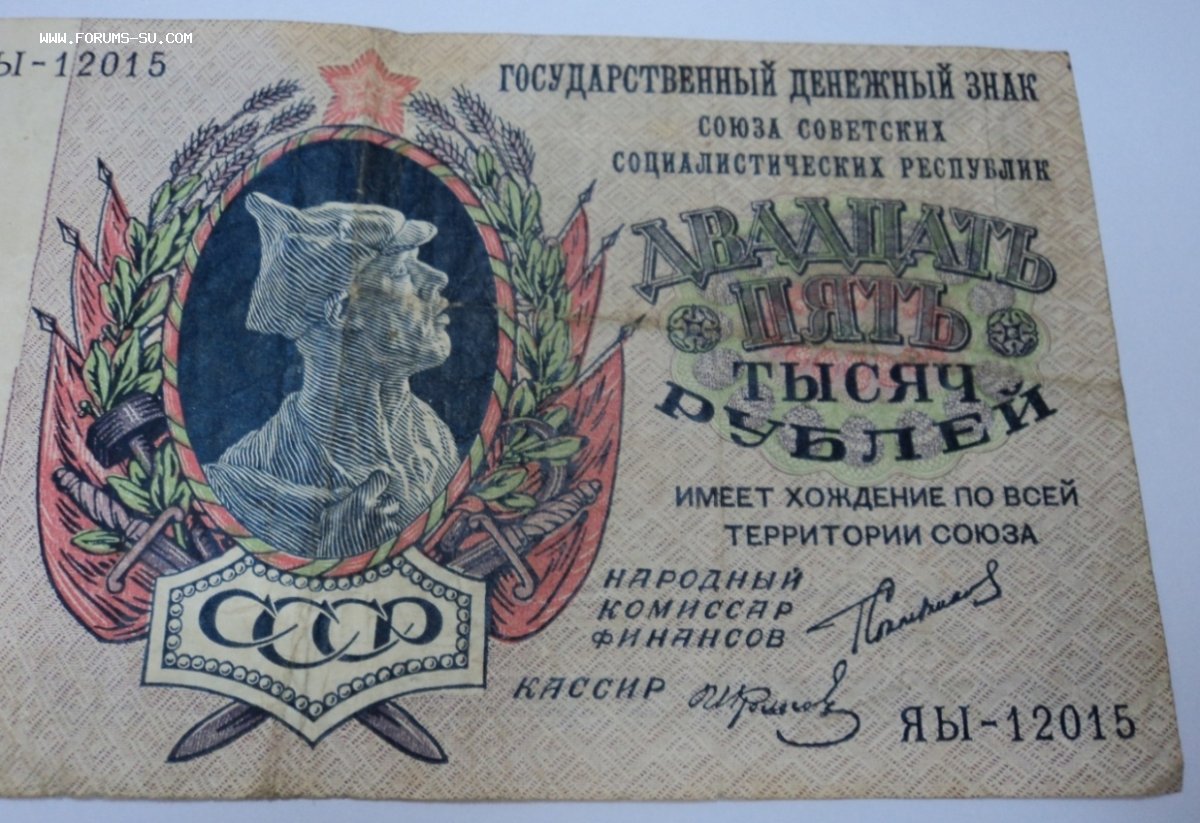 WWW.FORUMS-SU.COM
Ы-12015
ГОСУДАРСТВЕННЫЙ ДЕНЕЖНЫЙ ЗНАК
СОЮЗА СОВЕТСКИХ
СОЦИАЛИСТИЧЕСКИХ РЕСПУБЛИК
ДВАДЦАТЬ
ПЯТЬ
ТЫСЯЧ
РУБЛЕЙ
ИМЕЕТ ХОЖДЕНИЕ ПО ВСЕЙ
ТЕРРИТОРИИ СОЮЗА
НАРОДНЫЙ
КОМИССАР
ФИНАНСОВ
КАССИР
ЯЫ-12015
СССР